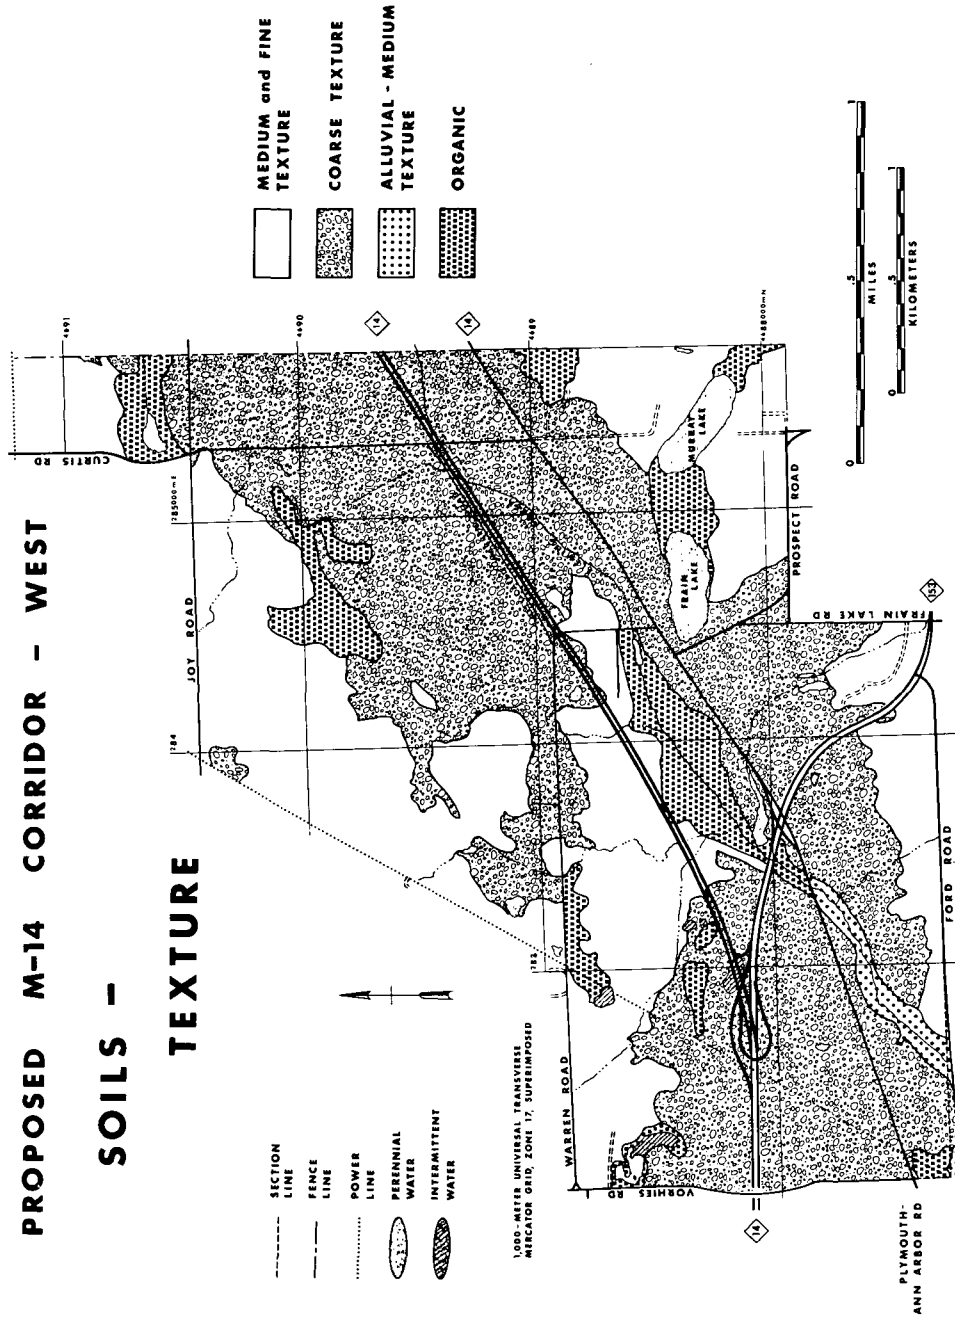 PROPOSED M-14 CORRIDOR - WEST
SOILS -
TEXTURE
SECTION
LINE
FENCE
LINE
POWER
LINE
PERENNIAL
WATER
INTERMITTENT
WATER
1,000-METER UNIVERSAL TRANSVERSE
MERCATOR GRID, ZONE 17, SUPERIMPOSED
MEDIUM and FINE
TEXTURE
COARSE TEXTURE
ALLUVIAL - MEDIUM
TEXTURE
ORGANIC
4691
4690
14
14
4689
4688000mN
CURTIS RD
285000mE
JOY ROAD
284
283
WARREN ROAD
VORHIES RD
14
PLYMOUTH-
ANN ARBOR RD
MURRAY
LAKE
FRAIN
LAKE
PROSPECT ROAD
FRAIN LAKE RD
153
FORD ROAD
0 .5 1
MILES
0 .5 1
KILOMETERS